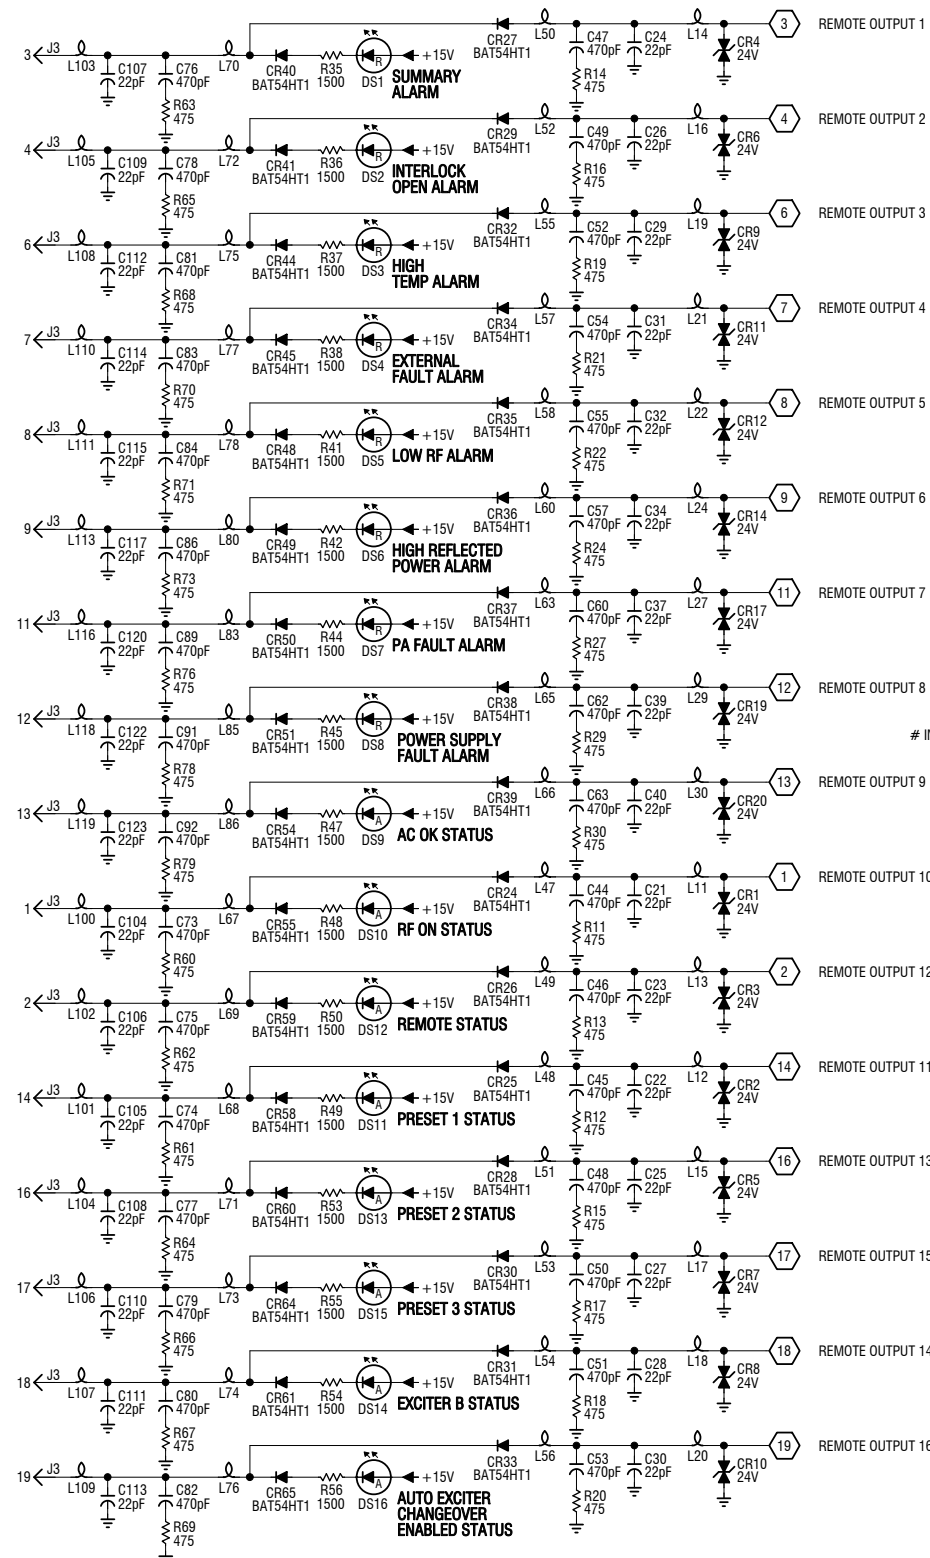 3 REMOTE OUTPUT 1
CR27 BAT54HT1 L50 C47 470pF C24 22pF L14 CR4 24V
R14 475
3 J3 L103 C107 22pF C76 470pF L70 CR40 BAT54HT1 R35 1500 DS1 R +15V
R63 475
SUMMARY
ALARM
4 REMOTE OUTPUT 2
CR29 BAT54HT1 L52 C49 470pF C26 22pF L16 CR6 24V
R16 475
4 J3 L105 C109 22pF C78 470pF L72 CR41 BAT54HT1 R36 1500 DS2 R +15V
R65 475
INTERLOCK
OPEN ALARM
6 REMOTE OUTPUT 3
CR32 BAT54HT1 L55 C52 470pF C29 22pF L19 CR9 24V
R19 475
6 J3 L108 C112 22pF C81 470pF L75 CR44 BAT54HT1 R37 1500 DS3 R +15V
R68 475
HIGH
TEMP ALARM
7 REMOTE OUTPUT 4
CR34 BAT54HT1 L57 C54 470pF C31 22pF L21 CR11 24V
R21 475
7 J3 L110 C114 22pF C83 470pF L77 CR45 BAT54HT1 R38 1500 DS4 R +15V
R70 475
EXTERNAL
FAULT ALARM
8 REMOTE OUTPUT 5
CR35 BAT54HT1 L58 C55 470pF C32 22pF L22 CR12 24V
R22 475
8 J3 L111 C115 22pF C84 470pF L78 CR48 BAT54HT1 R41 1500 DS5 R +15V
R71 475
LOW RF ALARM
9 REMOTE OUTPUT 6
CR36 BAT54HT1 L60 C57 470pF C34 22pF L24 CR14 24V
R24 475
9 J3 L113 C117 22pF C86 470pF L80 CR49 BAT54HT1 R42 1500 DS6 R +15V
R73 475
HIGH REFLECTED
POWER ALARM
11 REMOTE OUTPUT 7
CR37 BAT54HT1 L63 C60 470pF C37 22pF L27 CR17 24V
R27 475
11 J3 L116 C120 22pF C89 470pF L83 CR50 BAT54HT1 R44 1500 DS7 R +15V
R76 475
PA FAULT ALARM
12 REMOTE OUTPUT 8
CR38 BAT54HT1 L65 C62 470pF C39 22pF L29 CR19 24V
R29 475
# IN
12 J3 L118 C122 22pF C91 470pF L85 CR51 BAT54HT1 R45 1500 DS8 R +15V
R78 475
POWER SUPPLY
FAULT ALARM
13 REMOTE OUTPUT 9
CR39 BAT54HT1 L66 C63 470pF C40 22pF L30 CR20 24V
R30 475
13 J3 L119 C123 22pF C92 470pF L86 CR54 BAT54HT1 R47 1500 DS9 A +15V
R79 475
AC OK STATUS
1 REMOTE OUTPUT 10
CR24 BAT54HT1 L47 C44 470pF C21 22pF L11 CR1 24V
R11 475
1 J3 L100 C104 22pF C73 470pF L67 CR55 BAT54HT1 R48 1500 DS10 A +15V
R60 475
RF ON STATUS
2 REMOTE OUTPUT 12
CR26 BAT54HT1 L49 C46 470pF C23 22pF L13 CR3 24V
R13 475
2 J3 L102 C106 22pF C75 470pF L69 CR59 BAT54HT1 R50 1500 DS12 A +15V
R62 475
REMOTE STATUS
14 REMOTE OUTPUT 11
CR25 BAT54HT1 L48 C45 470pF C22 22pF L12 CR2 24V
R12 475
14 J3 L101 C105 22pF C74 470pF L68 CR58 BAT54HT1 R49 1500 DS11 A +15V
R61 475
PRESET 1 STATUS
16 REMOTE OUTPUT 13
CR28 BAT54HT1 L51 C48 470pF C25 22pF L15 CR5 24V
R15 475
16 J3 L104 C108 22pF C77 470pF L71 CR60 BAT54HT1 R53 1500 DS13 A +15V
R64 475
PRESET 2 STATUS
17 REMOTE OUTPUT 15
CR30 BAT54HT1 L53 C50 470pF C27 22pF L17 CR7 24V
R17 475
17 J3 L106 C110 22pF C79 470pF L73 CR64 BAT54HT1 R55 1500 DS15 A +15V
R66 475
PRESET 3 STATUS
18 REMOTE OUTPUT 14
CR31 BAT54HT1 L54 C51 470pF C28 22pF L18 CR8 24V
R18 475
18 J3 L107 C111 22pF C80 470pF L74 CR61 BAT54HT1 R54 1500 DS14 A +15V
R67 475
EXCITER B STATUS
19 REMOTE OUTPUT 16
CR33 BAT54HT1 L56 C53 470pF C30 22pF L20 CR10 24V
R20 475
19 J3 L109 C113 22pF C82 470pF L76 CR65 BAT54HT1 R56 1500 DS16 A +15V
R69 475
AUTO EXCITER
CHANGEOVER
ENABLED STATUS